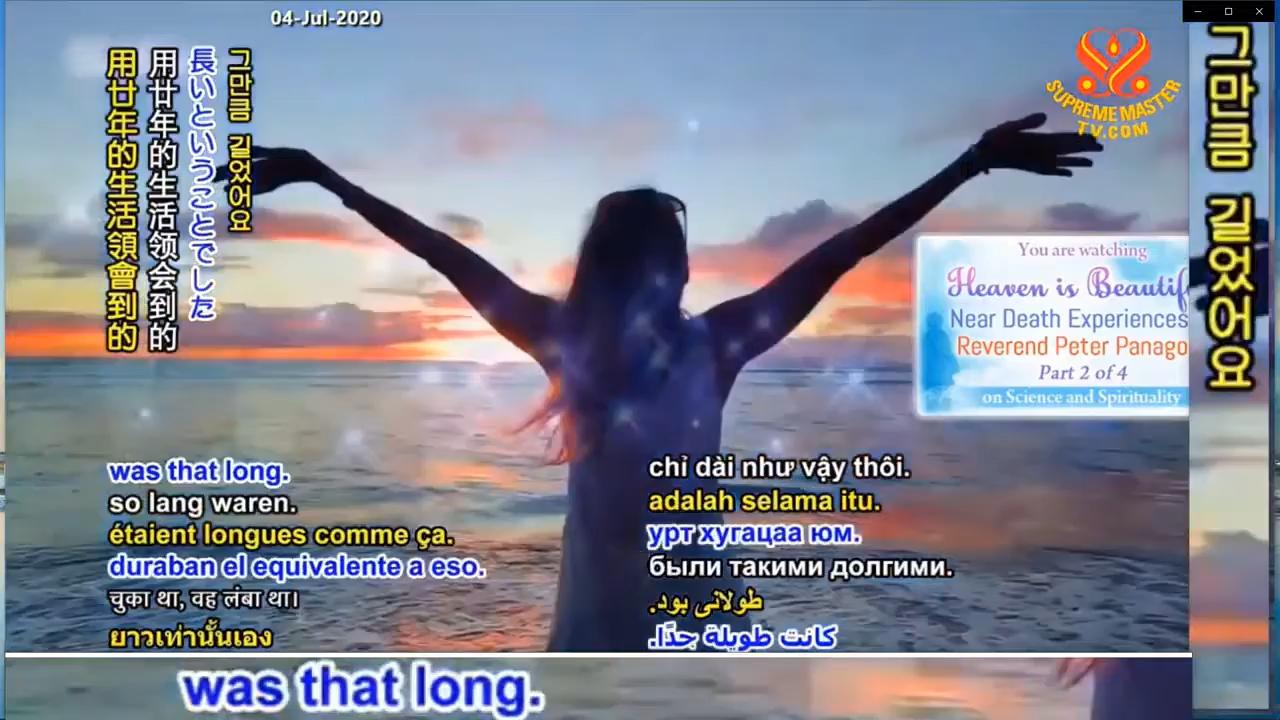 04-Jul-2020
SUPREME MASTER
TV.COM
그만큼 길었어요
長いということでした
用廿年的生活领会到的
用廿年的生活領會到的
그만큼 길었어요
You are watching
Heaven is Beautif
Near Death Experiences
Reverend Peter Panago
Part 2 of 4
on Science and Spirituality
was that long.
so lang waren.
étaient longues comme ça.
duraban el equivalente a eso.
चुका था, वह लंबा था।
ยาวเท่านั้นเอง
chỉ dài như vậy thôi.
adalah selama itu.
урт хугацаа юм.
были такими долгими.
طولانی بود.
كانت طويلة جدًا.
was that long.